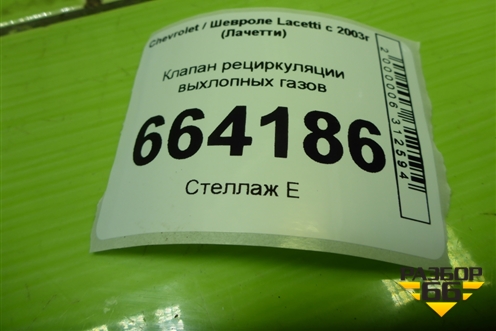 Chevrolet / Шевроле Lacetti с 2003г
(Лачетти)
Клапан рециркуляции
выхлопных газов
664186
Стеллаж Е
2000006312594
РАЗБОР
66